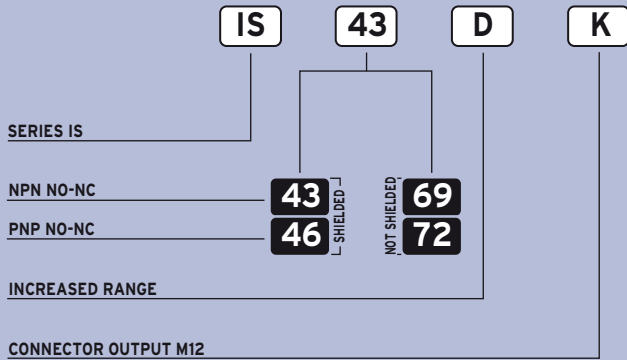 IS 43 D K
SERIES IS
NPN NO-NC 43 69
PNP NO-NC 46 72
SHIELDED
NOT SHIELDED
INCREASED RANGE
CONNECTOR OUTPUT M12